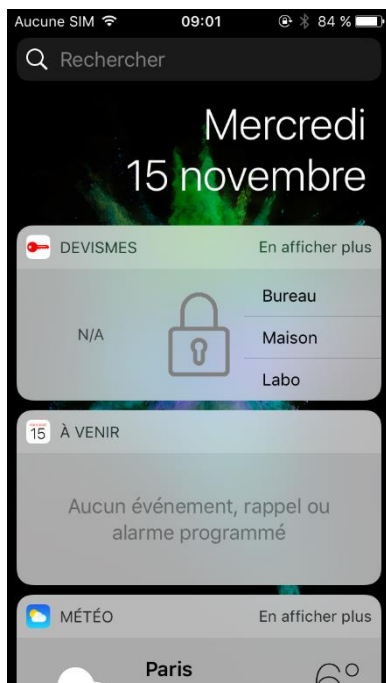 Aucune SIM 09:01 84 %
Rechercher
Mercredi
15 novembre
DEVISMES En afficher plus
Bureau
N/A Maison
Labo
15 À VENIR
Aucun événement, rappel ou
alarme programmé
MÉTÉO En afficher plus
Paris 6°